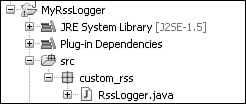 MyRssLogger
JRE System Library [J2SE-1.5]
Plug-in Dependencies
src
custom_rss
RssLogger.java